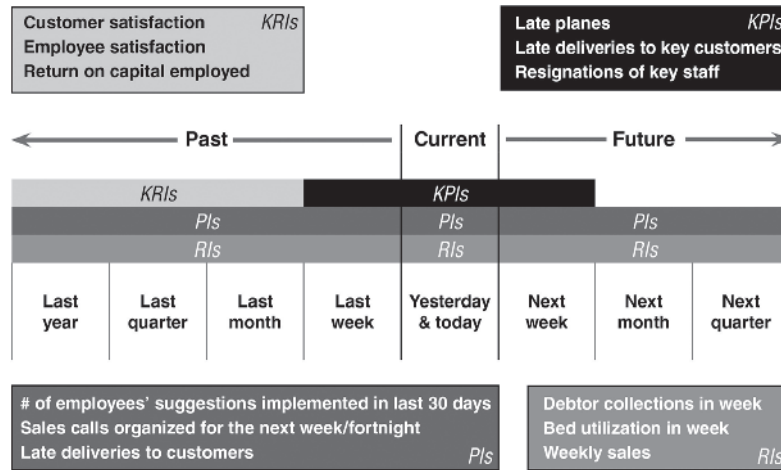 Customer satisfaction KRIs
Employee satisfaction
Return on capital employed
Late planes KPIs
Late deliveries to key customers
Resignations of key staff
Past Current Future
KRIs KPIs
PIs PIs PIs
RIs RIs RIs
Last year
Last quarter
Last month
Last week
Yesterday & today
Next week
Next month
Next quarter
# of employees’ suggestions implemented in last 30 days
Sales calls organized for the next week/fortnight
Late deliveries to customers PIs
Debtor collections in week
Bed utilization in week
Weekly sales RIs